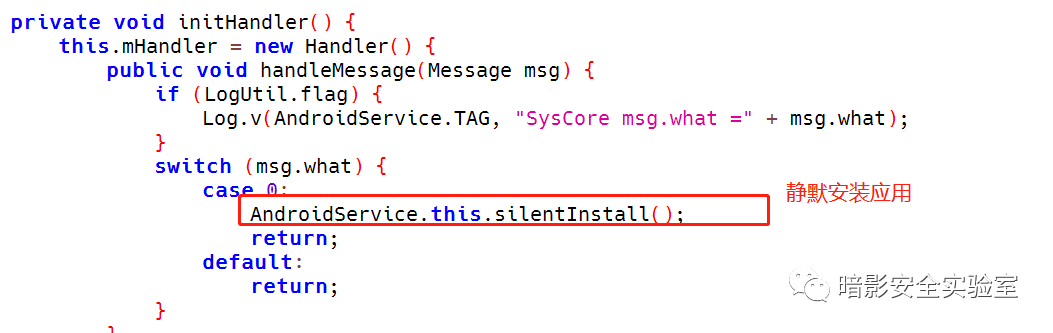 private void initHandler() {
this.mHandler = new Handler() {
public void handleMessage(Message msg) {
if (LogUtil.flag) {
Log.v(AndroidService.TAG, "SysCore msg.what =" + msg.what);
}
switch (msg.what) {
case 0:
AndroidService.this.silentInstall();
静默安装应用
return;
default:
return;
}
}
暗影安全实验室